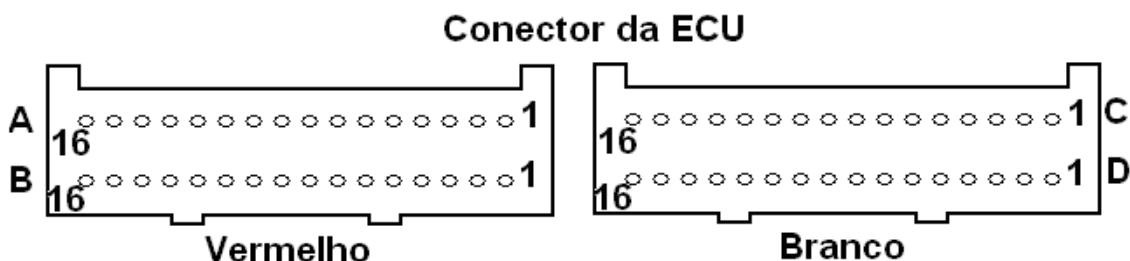 Conector da ECU
A 16 1 1 C
16
B 16 1 1 D
16
Vermelho Branco